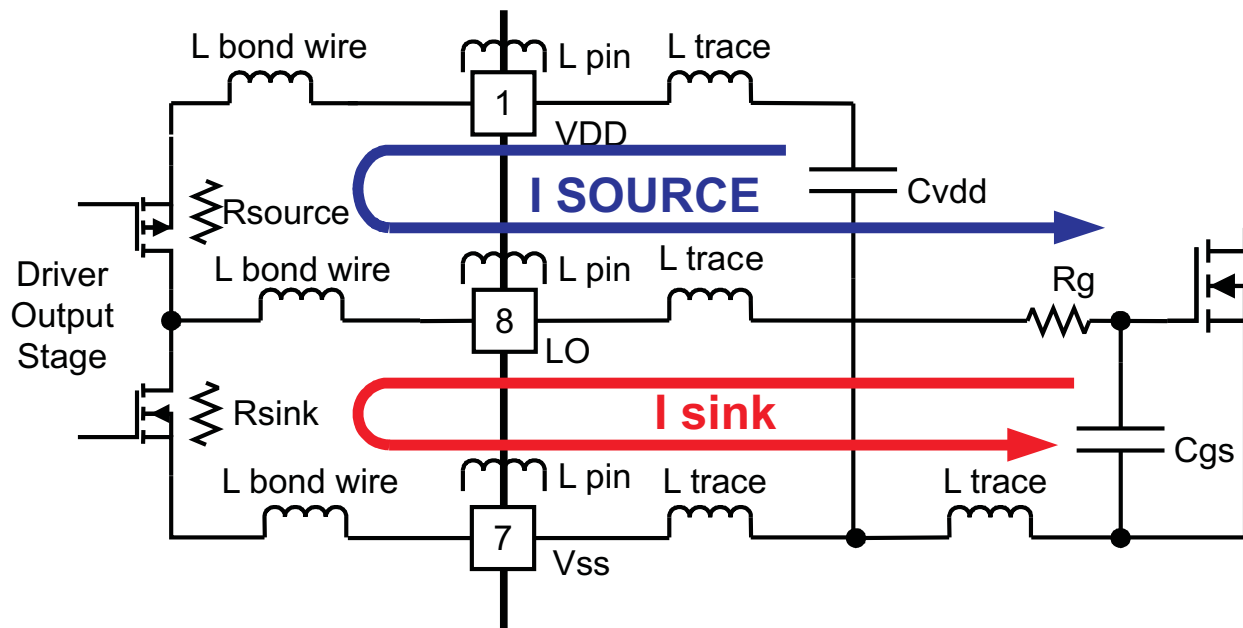 L bond wire
L pin
L trace
1
VDD
I SOURCE
Cvdd
Rsource
L bond wire
L pin
L trace
Rg
Driver
Output
Stage
8
LO
Rsink
I sink
Cgs
L bond wire
L pin
L trace
L trace
7
Vss